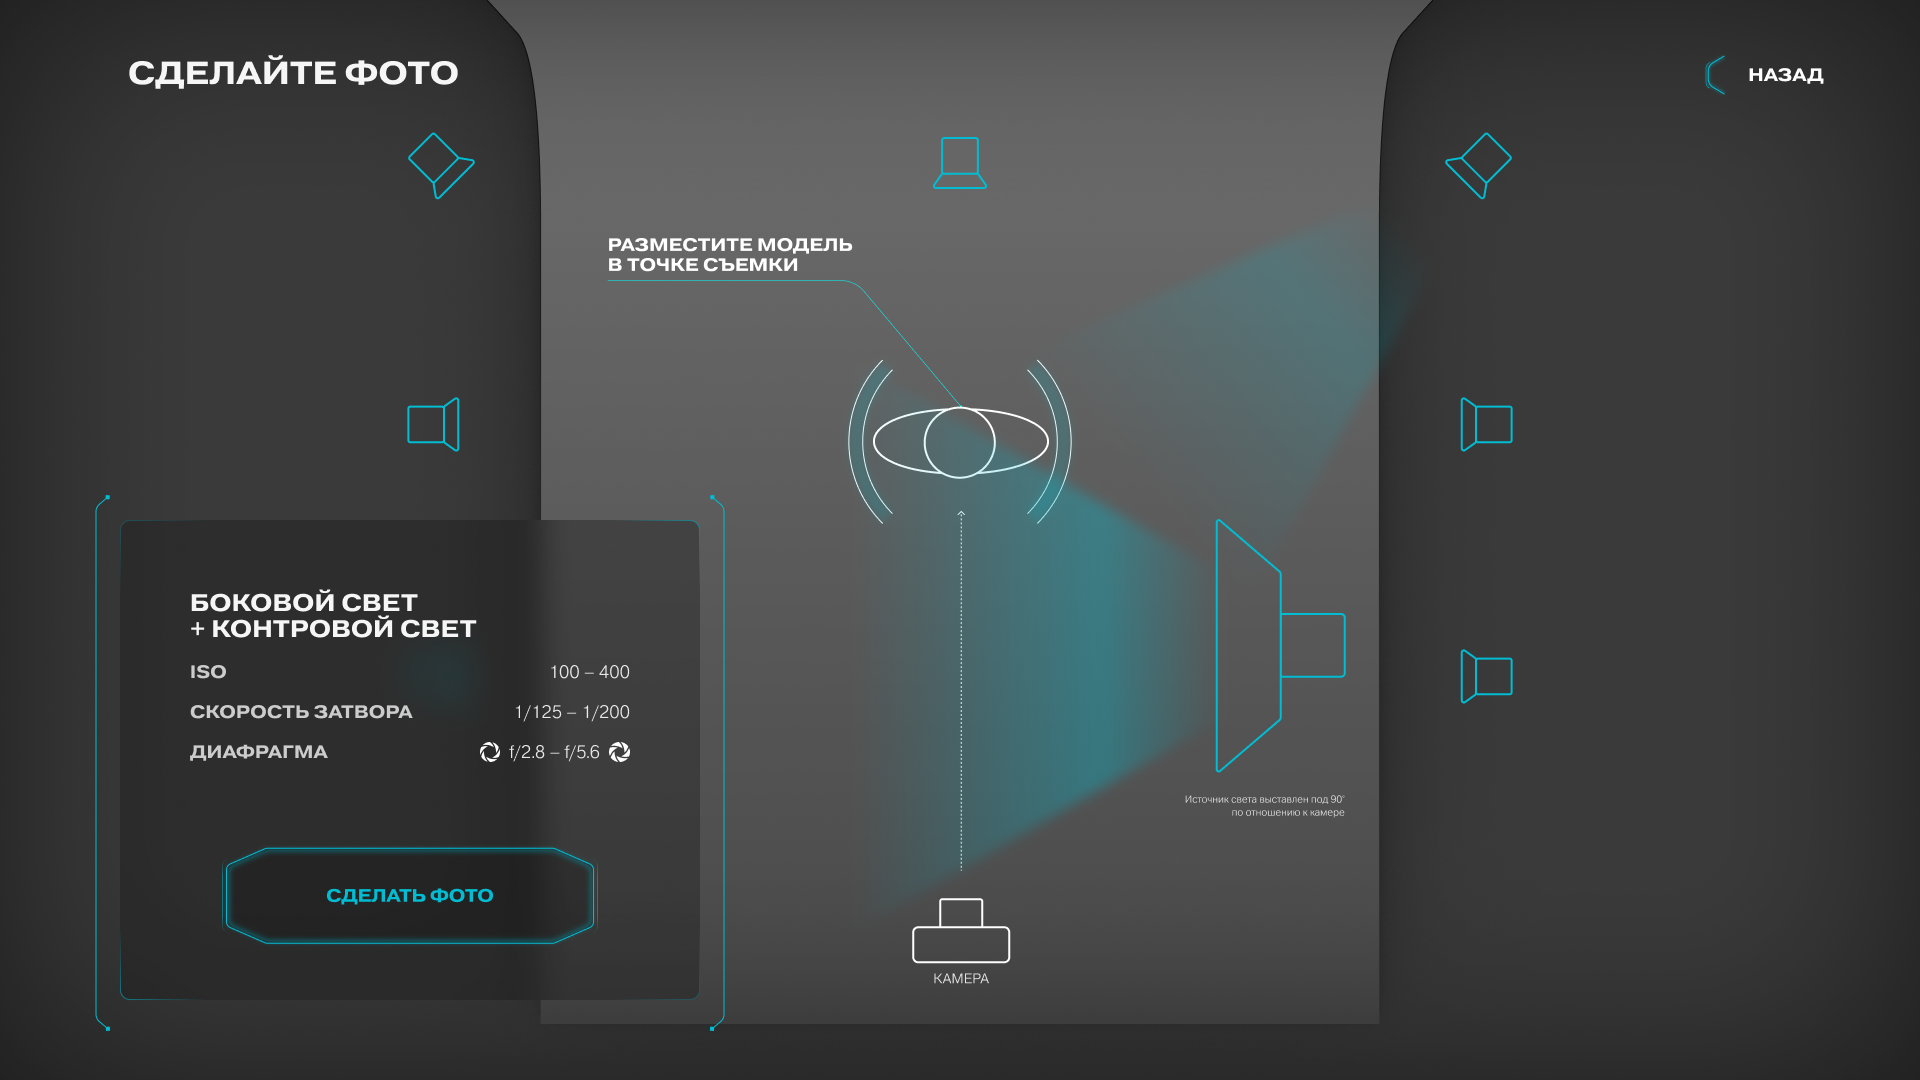 СДЕЛАЙТЕ ФОТО
НАЗАД
РАЗМЕСТИТЕ МОДЕЛЬ
В ТОЧКЕ СЪЕМКИ
БОКОВОЙ СВЕТ
+ КОНТРОВОЙ СВЕТ
ISO 100 – 400
СКОРОСТЬ ЗАТВОРА 1/125 – 1/200
ДИАФРАГМА f/2.8 – f/5.6
СДЕЛАТЬ ФОТО
Источник света выставлен под 90°
по отношению к камере
КАМЕРА